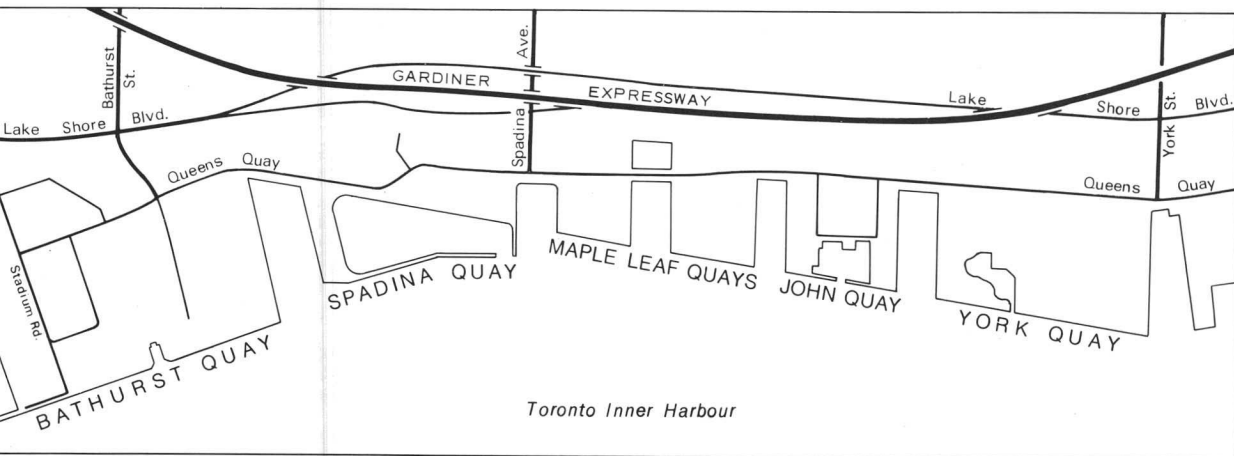 Bathurst St.
Spadina Ave.
York St.
GARDINER EXPRESSWAY
Lake Shore Blvd.
Lake Shore Blvd.
Queens Quay
Queens Quay
Stadium Rd.
BATHURST QUAY
SPADINA QUAY
MAPLE LEAF QUAYS
JOHN QUAY
YORK QUAY
Toronto Inner Harbour